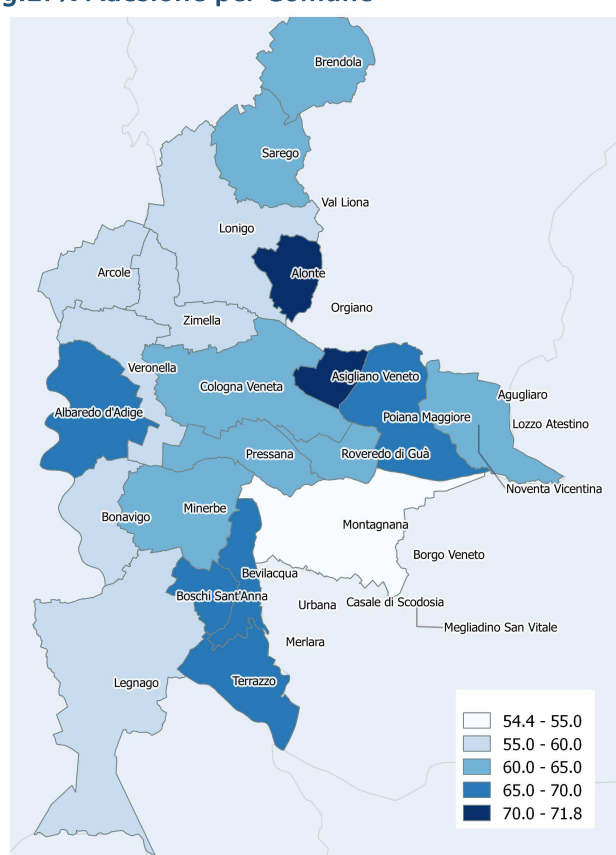 Brendola
Sarego
Val Liona
Lonigo
Arcole
Alonte
Orgiano
Zimella
Veronella
Cologna Veneta
Asigliano Veneto
Agugliaro
Albaredo d'Adige
Poiana Maggiore
Lozzo Atestino
Pressana
Roveredo di Guà
Noventa Vicentina
Bonavigo
Minerbe
Montagnana
Borgo Veneto
Bevilacqua
Boschi Sant'Anna
Urbana
Casale di Scodosia
Megliadino San Vitale
Merlara
Legnago
Terrazzo
54.4 - 55.0
55.0 - 60.0
60.0 - 65.0
65.0 - 70.0
70.0 - 71.8